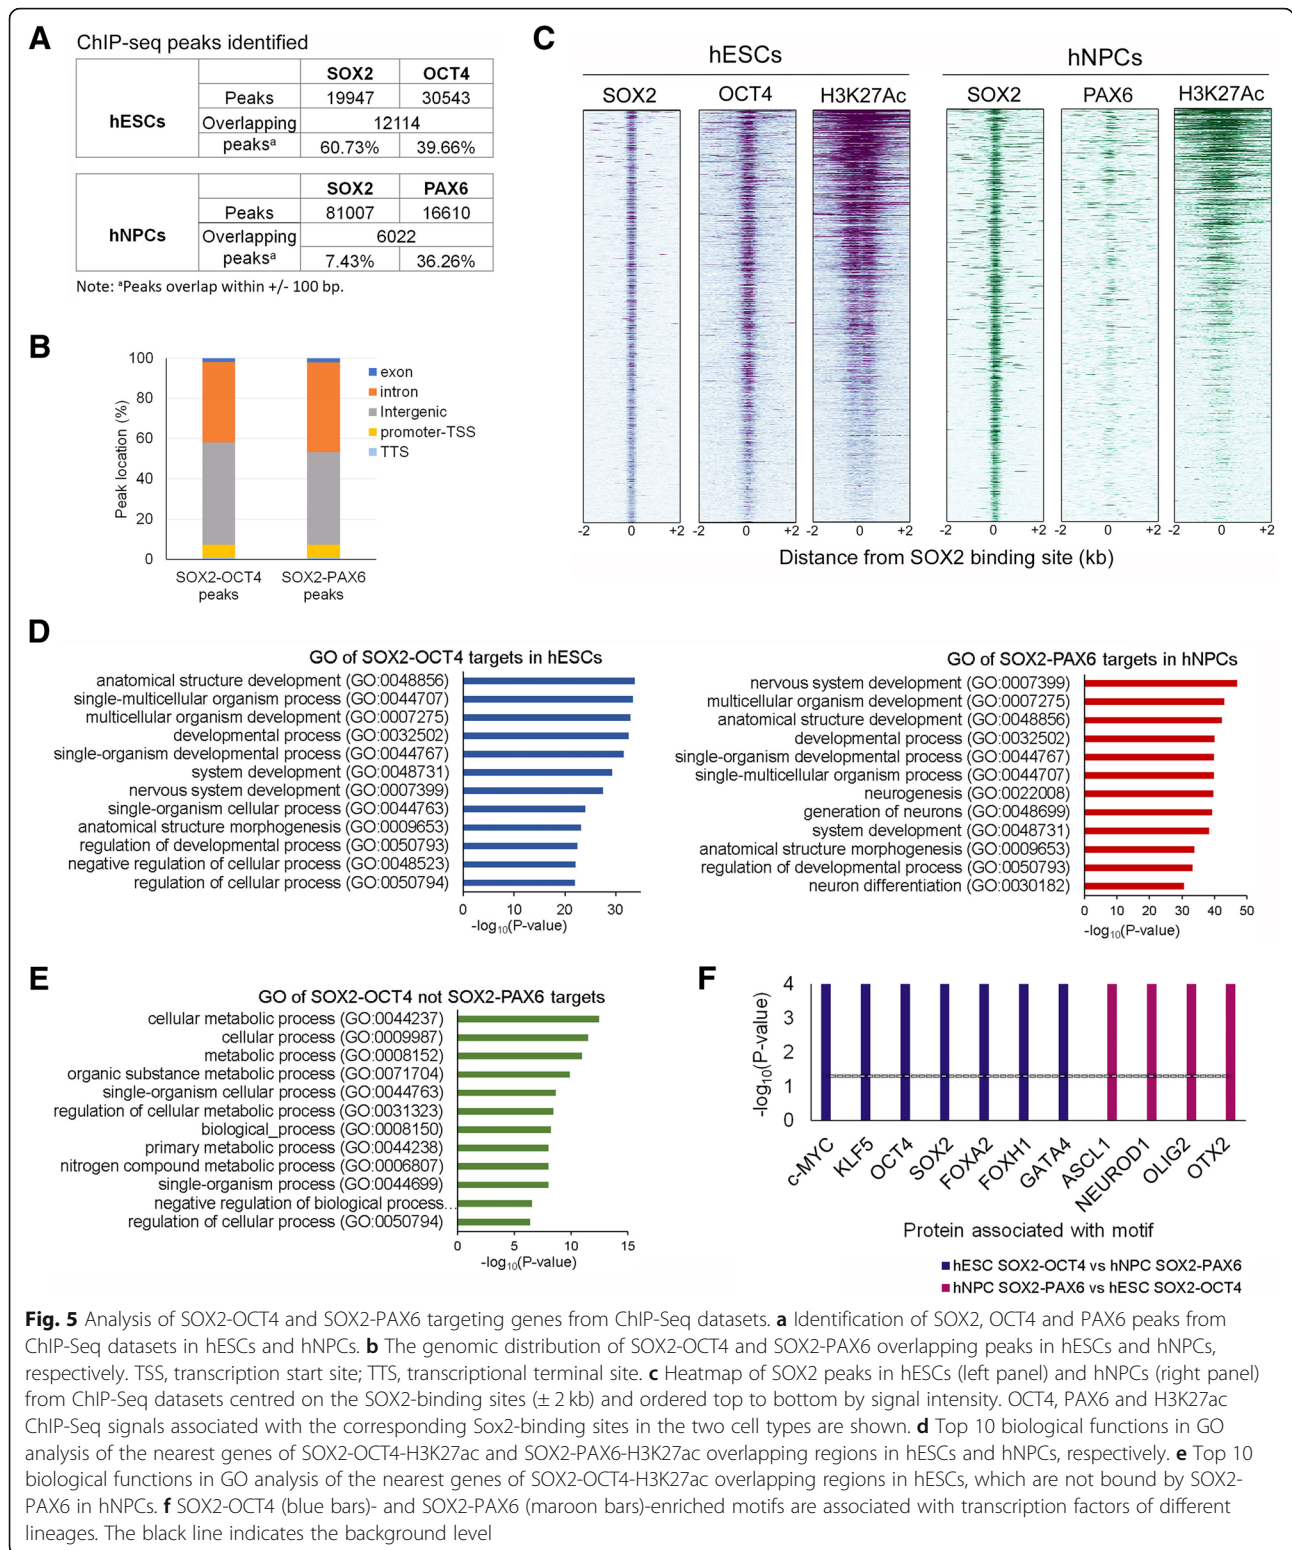 A
ChIP-seq peaks identified
SOX2 OCT4
hESCs
Peaks 19947 30543
Overlapping peaksᵃ
12114
60.73% 39.66%
SOX2 PAX6
hNPCs
Peaks 81007 16610
Overlapping peaksᵃ
6022
7.43% 36.26%
Note: ᵃPeaks overlap within +/- 100 bp.
B
Peak location (%)
100
80
60
40
20
0
SOX2-OCT4 peaks
SOX2-PAX6 peaks
exon
intron
Intergenic
promoter-TSS
TTS
C
hESCs
hNPCs
SOX2 OCT4 H3K27Ac SOX2 PAX6 H3K27Ac
-2 0 +2 -2 0 +2 -2 0 +2 -2 0 +2 -2 0 +2 -2 0 +2
Distance from SOX2 binding site (kb)
D
GO of SOX2-OCT4 targets in hESCs
anatomical structure development (GO:0048856)
single-multicellular organism process (GO:0044707)
multicellular organism development (GO:0007275)
developmental process (GO:0032502)
single-organism developmental process (GO:0044767)
system development (GO:0048731)
nervous system development (GO:0007399)
single-organism cellular process (GO:0044763)
anatomical structure morphogenesis (GO:0009653)
regulation of developmental process (GO:0050793)
negative regulation of cellular process (GO:0048523)
regulation of cellular process (GO:0050794)
0 10 20 30
-log₁₀(P-value)
GO of SOX2-PAX6 targets in hNPCs
nervous system development (GO:0007399)
multicellular organism development (GO:0007275)
anatomical structure development (GO:0048856)
developmental process (GO:0032502)
single-organism developmental process (GO:0044767)
single-multicellular organism process (GO:0044707)
neurogenesis (GO:0022008)
generation of neurons (GO:0048699)
system development (GO:0048731)
anatomical structure morphogenesis (GO:0009653)
regulation of developmental process (GO:0050793)
neuron differentiation (GO:0030182)
0 10 20 30 40 50
-log₁₀(P-value)
E
GO of SOX2-OCT4 not SOX2-PAX6 targets
cellular metabolic process (GO:0044237)
cellular process (GO:0009987)
metabolic process (GO:0008152)
organic substance metabolic process (GO:0071704)
single-organism cellular process (GO:0044763)
regulation of cellular metabolic process (GO:0031323)
biological_process (GO:0008150)
primary metabolic process (GO:0044238)
nitrogen compound metabolic process (GO:0006807)
single-organism process (GO:0044699)
negative regulation of biological process...
regulation of cellular process (GO:0050794)
0 5 10 15
-log₁₀(P-value)
F
-log₁₀(P-value)
4
3
2
1
0
c-MYC KLF5 OCT4 SOX2 FOXA2 FOXH1 GATA4 ASCL1 NEUROD1 OLIG2 OTX2
Protein associated with motif
hESC SOX2-OCT4 vs hNPC SOX2-PAX6
hNPC SOX2-PAX6 vs hESC SOX2-OCT4
Fig. 5 Analysis of SOX2-OCT4 and SOX2-PAX6 targeting genes from ChIP-Seq datasets. a Identification of SOX2, OCT4 and PAX6 peaks from
ChIP-Seq datasets in hESCs and hNPCs. b The genomic distribution of SOX2-OCT4 and SOX2-PAX6 overlapping peaks in hESCs and hNPCs,
respectively. TSS, transcription start site; TTS, transcriptional terminal site. c Heatmap of SOX2 peaks in hESCs (left panel) and hNPCs (right panel)
from ChIP-Seq datasets centred on the SOX2-binding sites (± 2 kb) and ordered top to bottom by signal intensity. OCT4, PAX6 and H3K27ac
ChIP-Seq signals associated with the corresponding Sox2-binding sites in the two cell types are shown. d Top 10 biological functions in GO
analysis of the nearest genes of SOX2-OCT4-H3K27ac and SOX2-PAX6-H3K27ac overlapping regions in hESCs and hNPCs, respectively. e Top 10
biological functions in GO analysis of the nearest genes of SOX2-OCT4-H3K27ac overlapping regions in hESCs, which are not bound by SOX2-
PAX6 in hNPCs. f SOX2-OCT4 (blue bars)- and SOX2-PAX6 (maroon bars)-enriched motifs are associated with transcription factors of different
lineages. The black line indicates the background level